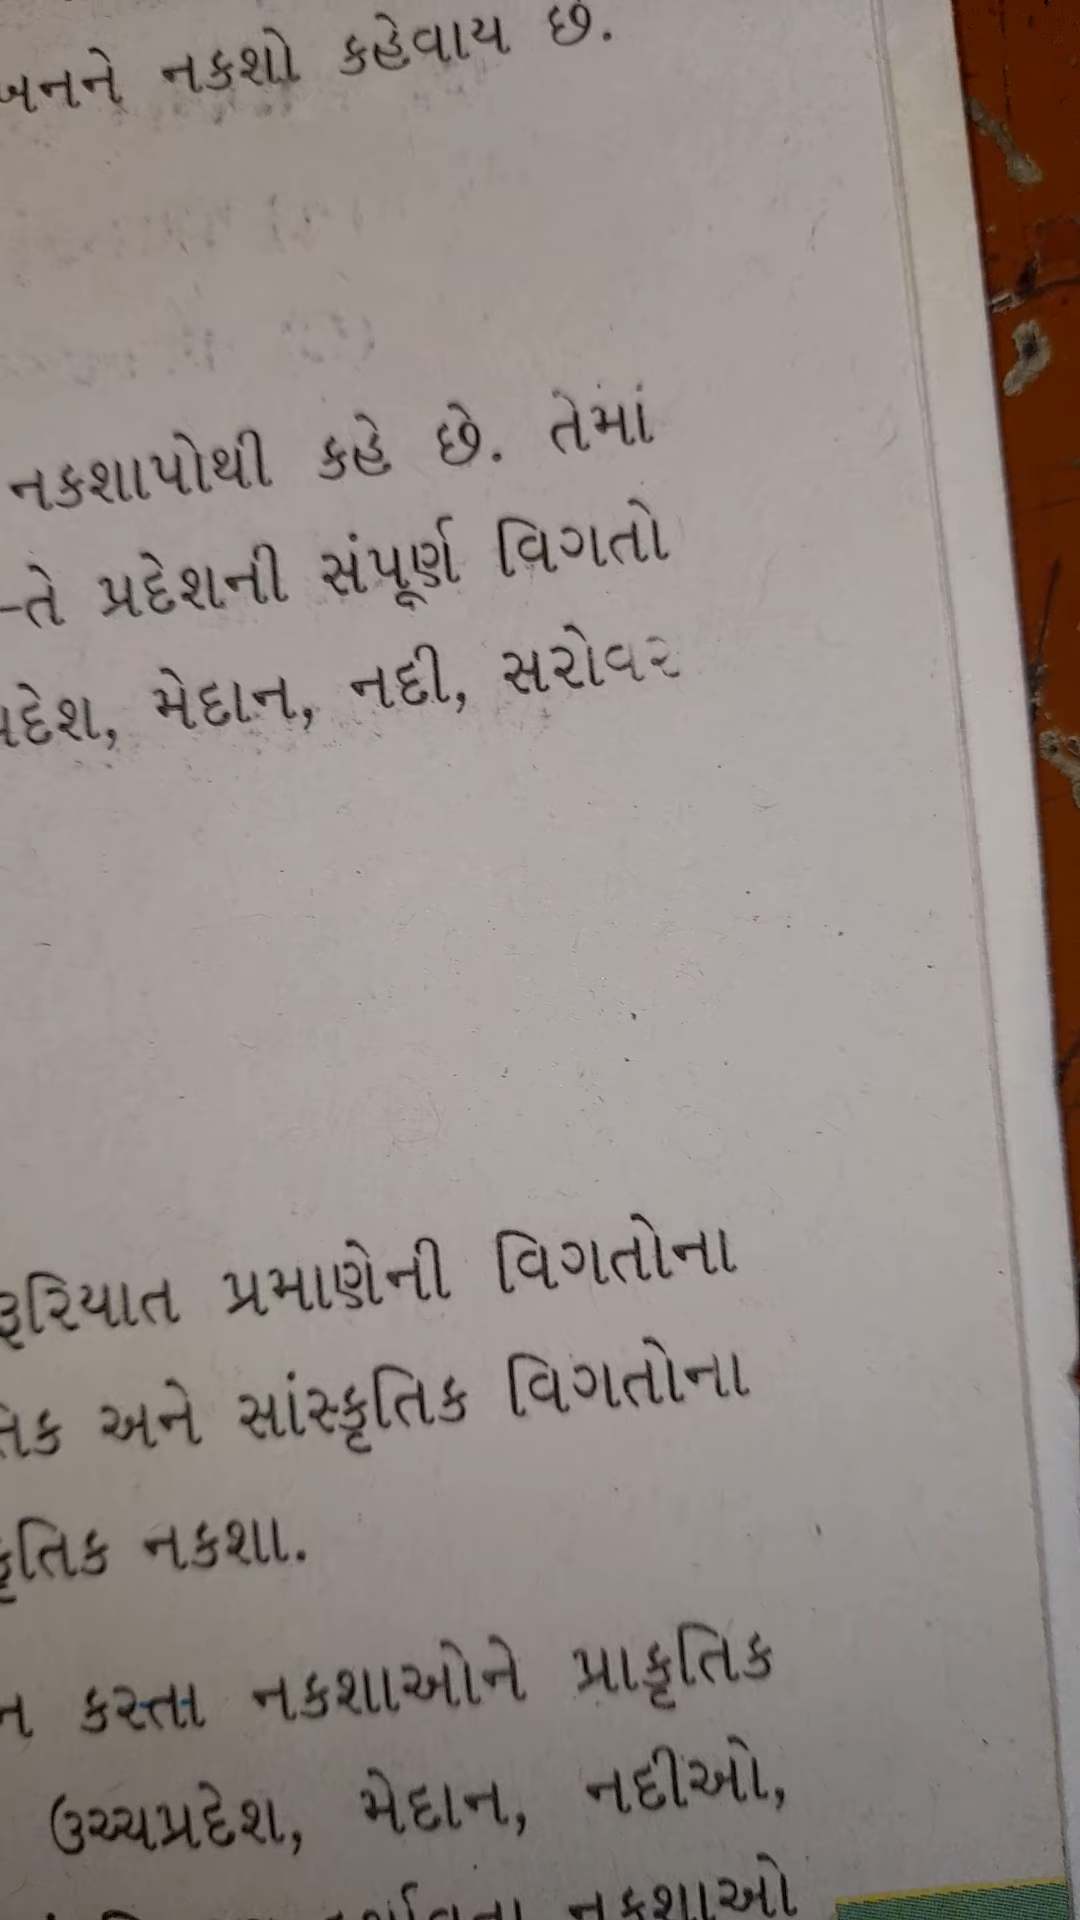 નકશો કહેવાય છે.
નકશાપોથી કહે છે. તેમાં
-તે પ્રદેશની સંપૂર્ણ વિગતો
મેદાન, નદી, સરોવર
પ્રમાણેની વિગતોના
અને સાંસ્કૃતિક વિગતોના
નકશા.
કરતા નકશાઓને પ્રાકૃતિક
ઉચ્ચપ્રદેશ, મેદાન, નદીઓ,
નકશાઓ